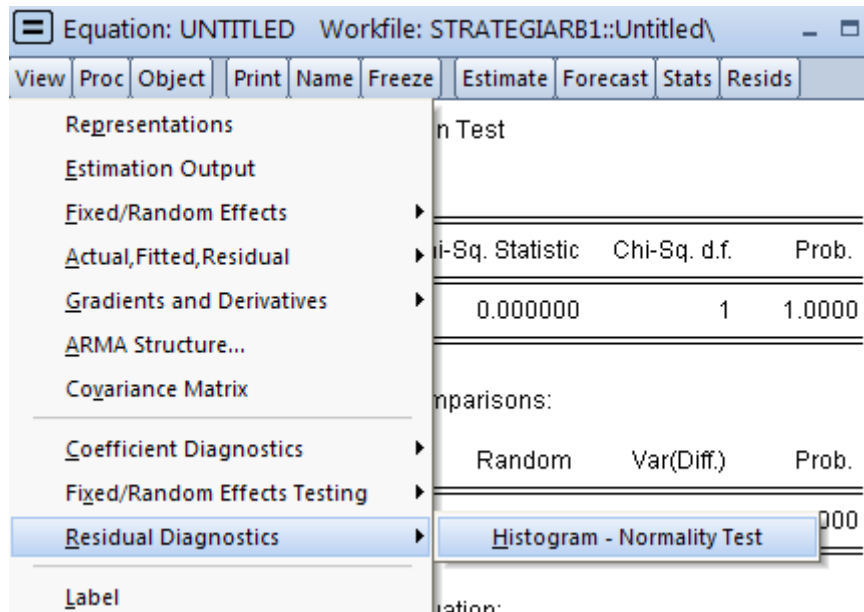 Equation: UNTITLED Workfile: STRATEGIARB1::Untitled\
View Proc Object Print Name Freeze Estimate Forecast Stats Resids
Representations
Estimation Output
Fixed/Random Effects
Actual,Fitted,Residual
Gradients and Derivatives
ARMA Structure...
Covariance Matrix
Coefficient Diagnostics
Fixed/Random Effects Testing
Residual Diagnostics
Label
Histogram - Normality Test
n Test
i-Sq. Statistic Chi-Sq. d.f. Prob.
0.000000 1 1.0000
mparisons:
Random Var(Diff.) Prob.
000
uation: